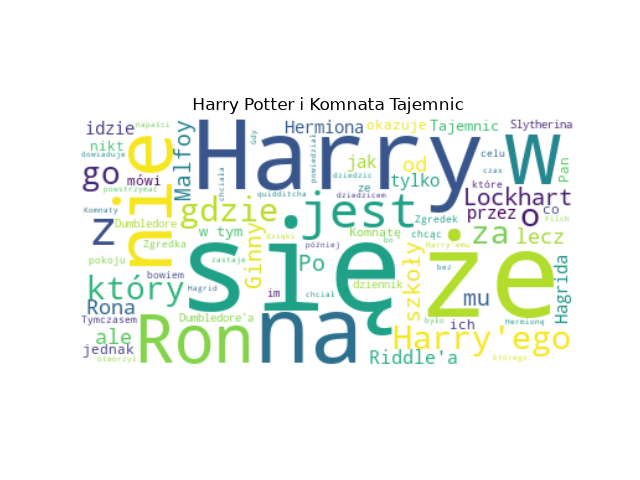 Harry Potter i Komnata Tajemnic
idzie
napaści
nikt
dowiaduje
go
mówi
powstrzymać
nie
Malfoy
Harry
Gdy
chciała
Hermiona
powiedział
okazuje
Tajemnic
Slytherina
w
jak
od
celu
czas
Pan
dziedzic
ze
tylko
które
quidditcha
dziedzicem
Lockhart
Komnaty
z
Dumbledore
Zgredka
gdzie
w tym
jest
Zgredek
przez
o
co
Filch
Ginny
dzięki
później
Komnatę
chcąc
bo
za
lecz
Harry'emu
pokoju
bowiem
zastaje
Po
szkoły
bez
że
Hagrida
który
Hagrid
się
im
chciał
dziennik
mu
Rona
Tymczasem
Ron
Dumbledore'a
na
było
ich
Hermionę
ale
jednak
otworzył
Harry'ego
Riddle'a
którego